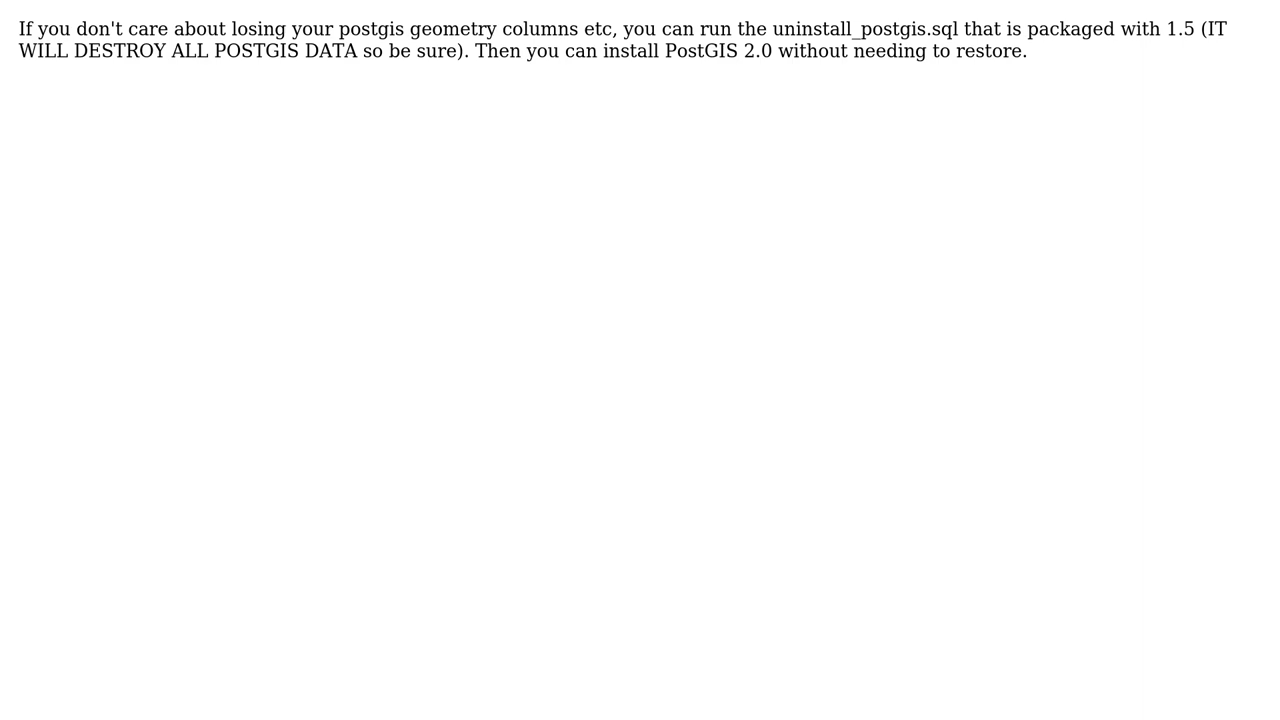 If you don't care about losing your postgis geometry columns etc, you can run the uninstall_postgis.sql that is packaged with 1.5 (IT
WILL DESTROY ALL POSTGIS DATA so be sure). Then you can install PostGIS 2.0 without needing to restore.